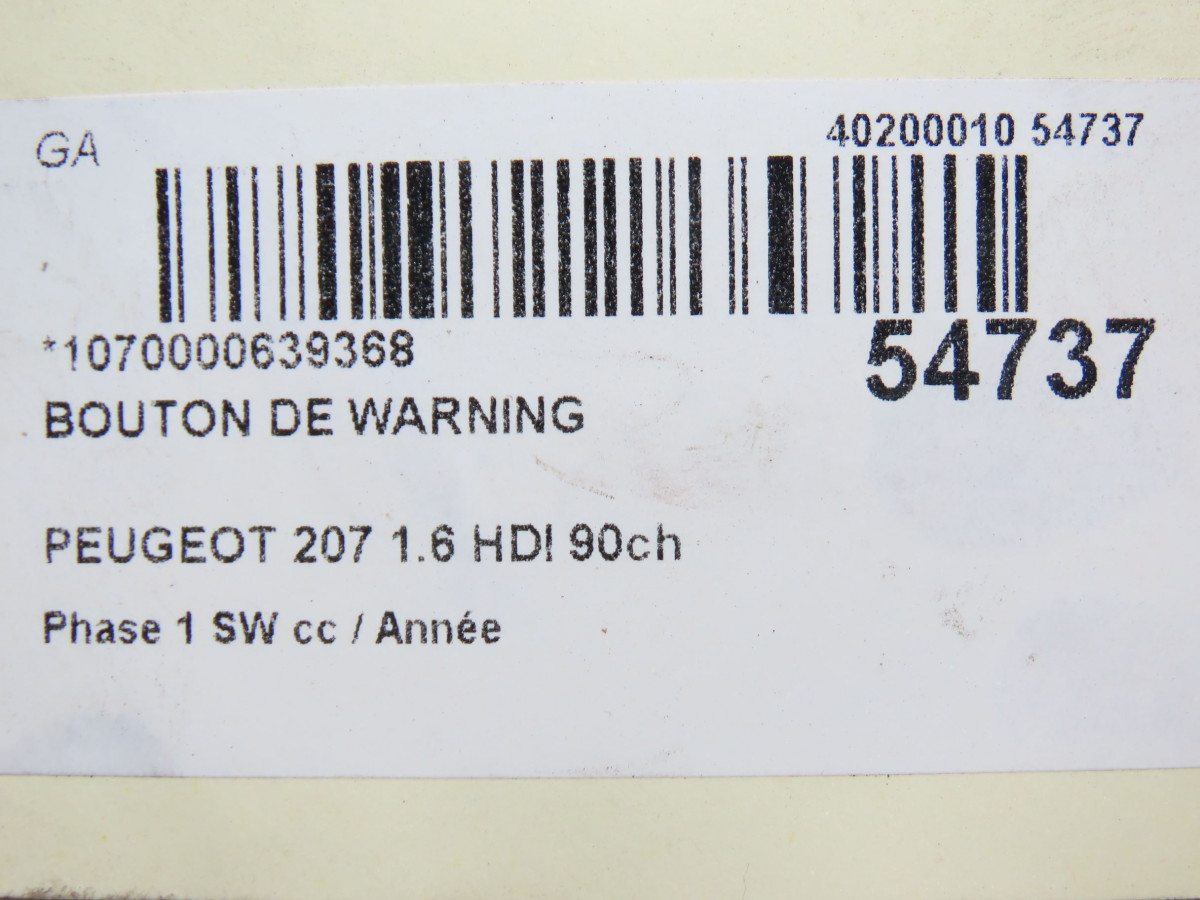 GA
40200010 54737
*1070000639368
54737
BOUTON DE WARNING
PEUGEOT 207 1.6 HDI 90ch
Phase 1 SW cc / Année